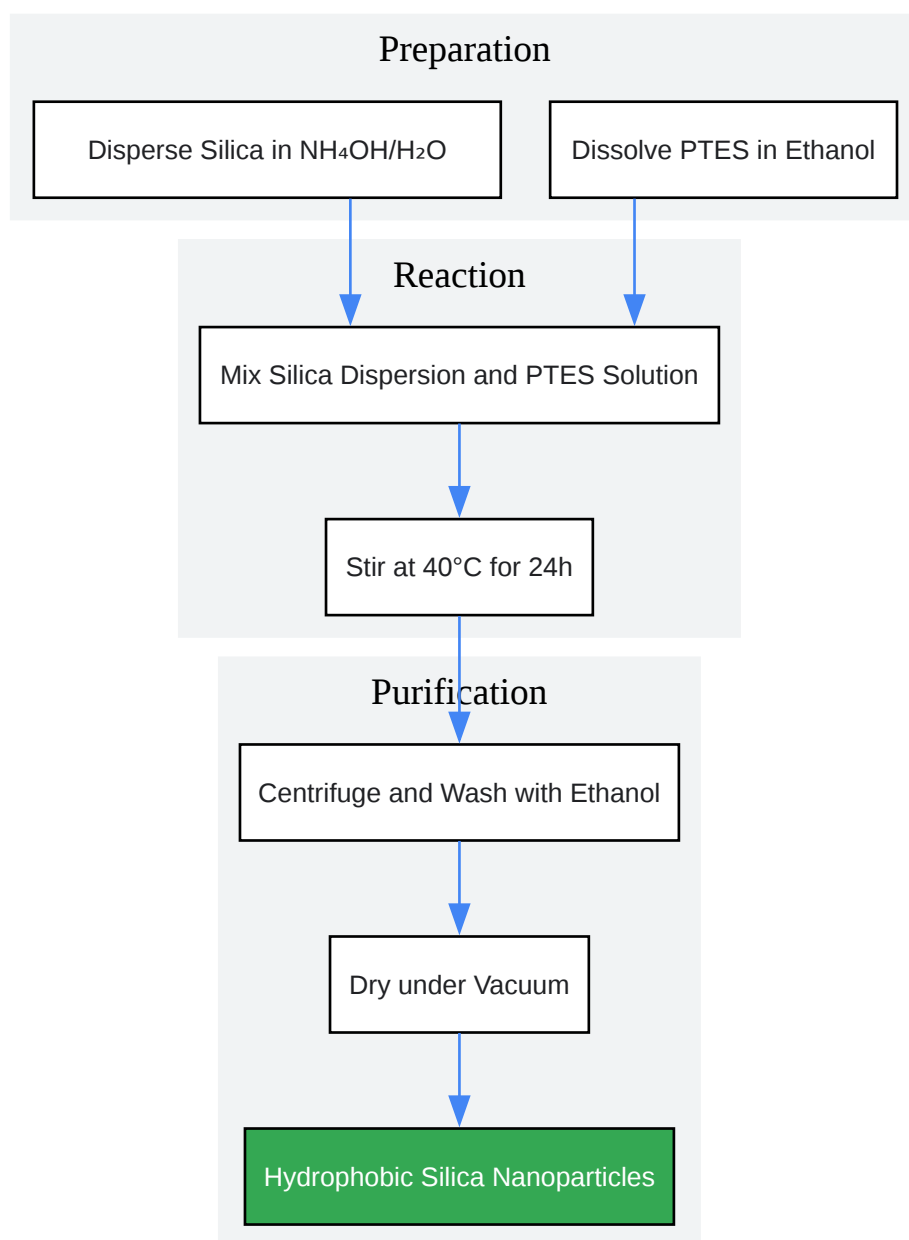 Preparation
Disperse Silica in NH₄OH/H₂O
Dissolve PTES in Ethanol
Reaction
Mix Silica Dispersion and PTES Solution
Stir at 40°C for 24h
Purification
Centrifuge and Wash with Ethanol
Dry under Vacuum
Hydrophobic Silica Nanoparticles